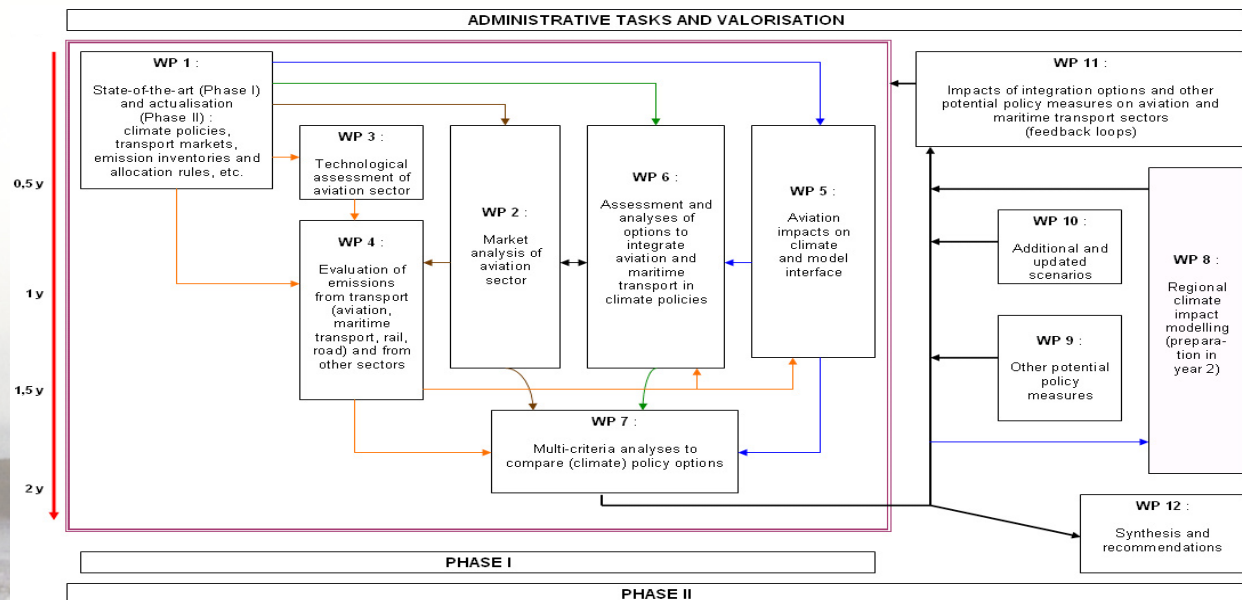 ADMINISTRATIVE TASKS AND VALORISATION
WP 1 :
State-of-the-art (Phase I)
and actualisation
(Phase II) :
climate policies,
transport markets,
emission inventories and
allocation rules, etc.
WP 3 :
Technological
assessment of
aviation sector
WP 4 :
Evaluation of
emissions from
transport
(aviation,
maritime
transport, rail,
road) and from
other sectors
WP 2 :
Market
analysis of
aviation
sector
WP 6 :
Assessment and
analyses of
options to
integrate
aviation and
maritime
transport in
climate policies
WP 5 :
Aviation
impacts on
climate
and model
interface
WP 7 :
Multi-criteria analyses to
compare (climate) policy options
WP 11 :
Impacts of integration options and other
potential policy measures on aviation and
maritime transport sectors
(feedback loops)
WP 10 :
Additional and
updated scenarios
WP 9 :
Other potential
policy
measures
WP 8 :
Regional
climate
impact
modelling
(prepara-
tion in
year 2)
WP 12 :
Synthesis and
recommendations
0,5 y
1 y
1,5 y
2 y
PHASE I
PHASE II